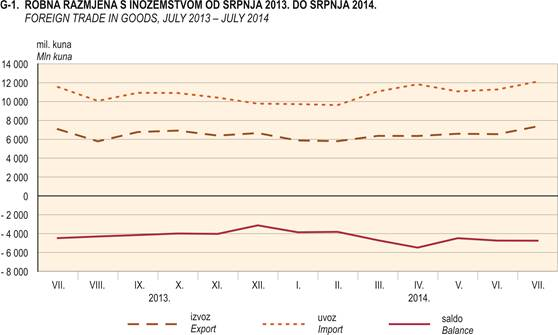 G-1. ROBNA RAZMJENA S INOZEMSTVOM OD SRPNJA 2013. DO SRPNJA 2014.
FOREIGN TRADE IN GOODS, JULY 2013 – JULY 2014
mil. kuna
Mln kuna
14 000
12 000
10 000
8 000
6 000
4 000
2 000
0
- 2 000
- 4 000
- 6 000
- 8 000
VII. VIII. IX. X. XI. XII. I. II. III. IV. V. VI. VII.
2013. 2014.
izvoz uvoz saldo
Export Import Balance